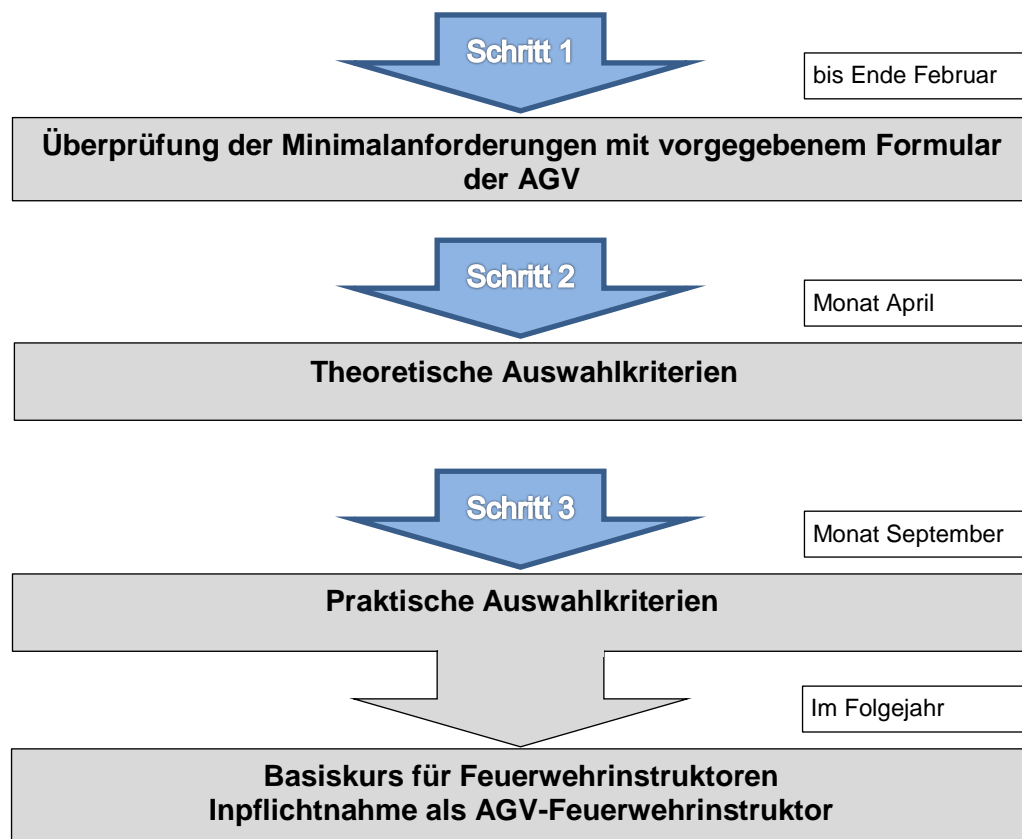 Schritt 1
bis Ende Februar
Überprüfung der Minimalanforderungen mit vorgegebenem Formular
der AGV
Schritt 2
Monat April
Theoretische Auswahlkriterien
Schritt 3
Monat September
Praktische Auswahlkriterien
Im Folgejahr
Basiskurs für Feuerwehrinstruktoren
Inpflichtnahme als AGV-Feuerwehrinstruktor